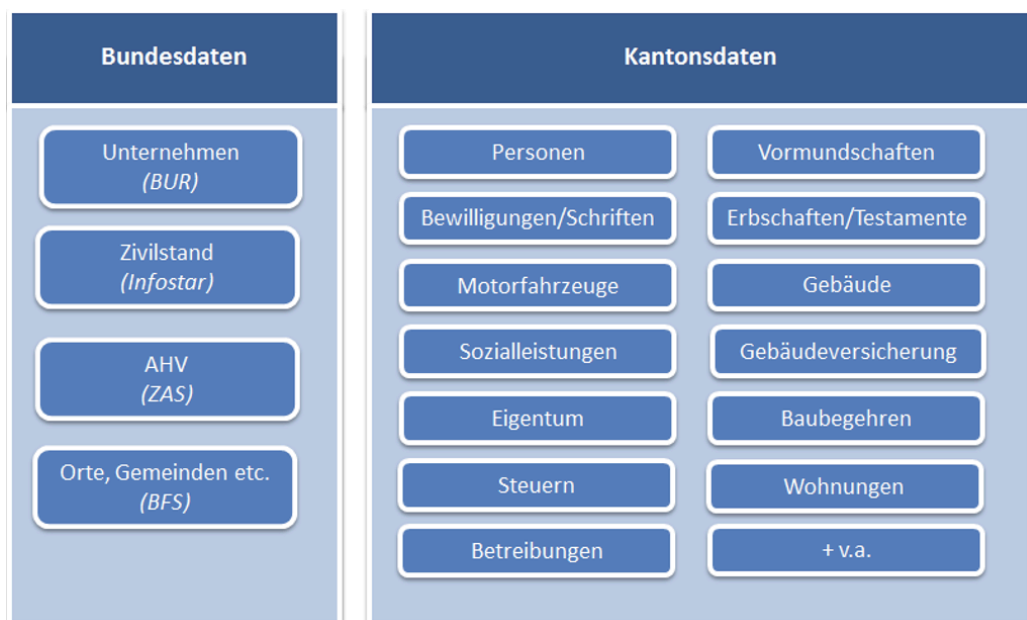 Bundesdaten
Unternehmen
(BUR)
Zivilstand
(Infostar)
AHV
(ZAS)
Orte, Gemeinden etc.
(BFS)
Kantonsdaten
Personen
Bewilligungen/Schriften
Motorfahrzeuge
Sozialleistungen
Eigentum
Steuern
Betreibungen
Vormundschaften
Erbschaften/Testamente
Gebäude
Gebäudeversicherung
Baubegehren
Wohnungen
+ v.a.